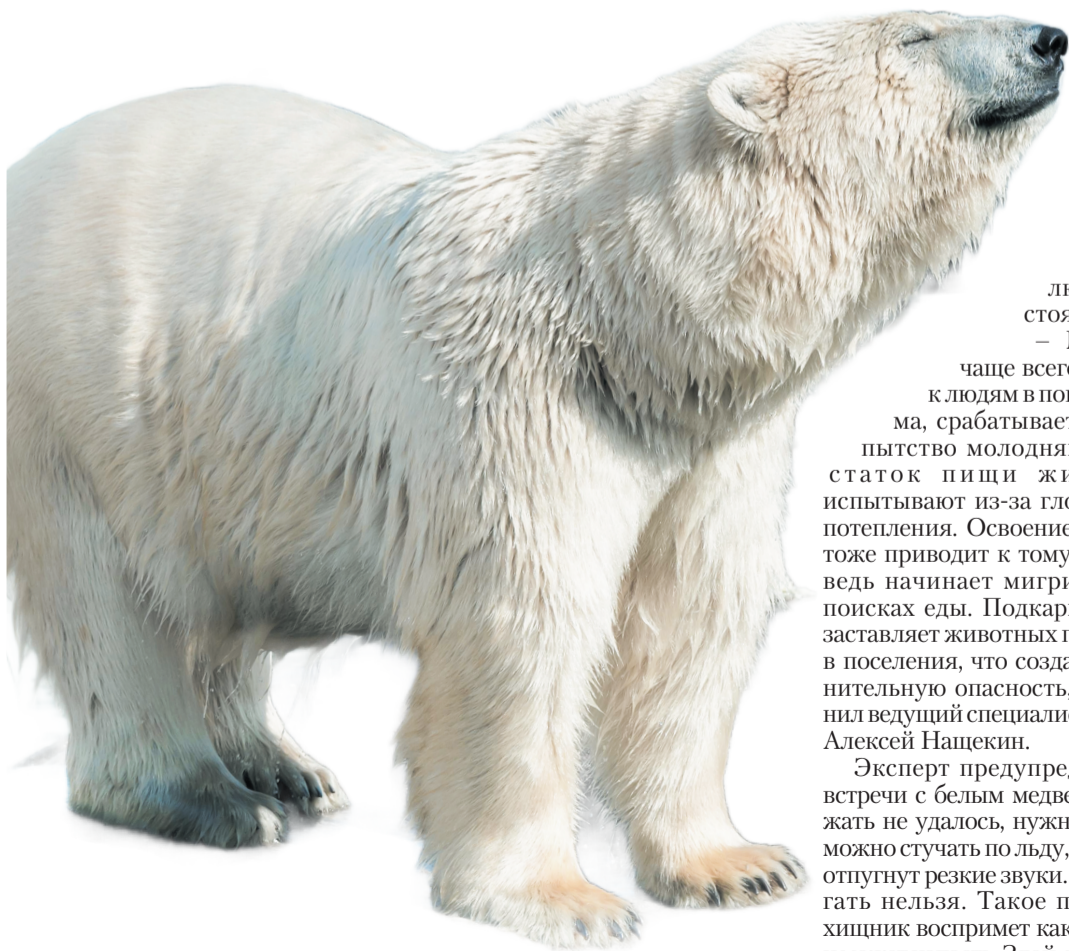 лю
стоя
–
чаще всего
к людям в пои
ма, срабатывает
пытство молодня
статок пищи жи
испытывают из-за гло
потепления. Освоение
тоже приводит к тому
ведь начинает мигри
поисках еды. Подкар
заставляет животных п
в поселения, что созда
нительную опасность,
нил ведущий специалис
Алексей Нащекин.
Эксперт предупред
встречи с белым медве
жать не удалось, нужн
можно стучать по льду,
отпугнут резкие звуки.
гать нельзя. Такое п
хищник воспримет как